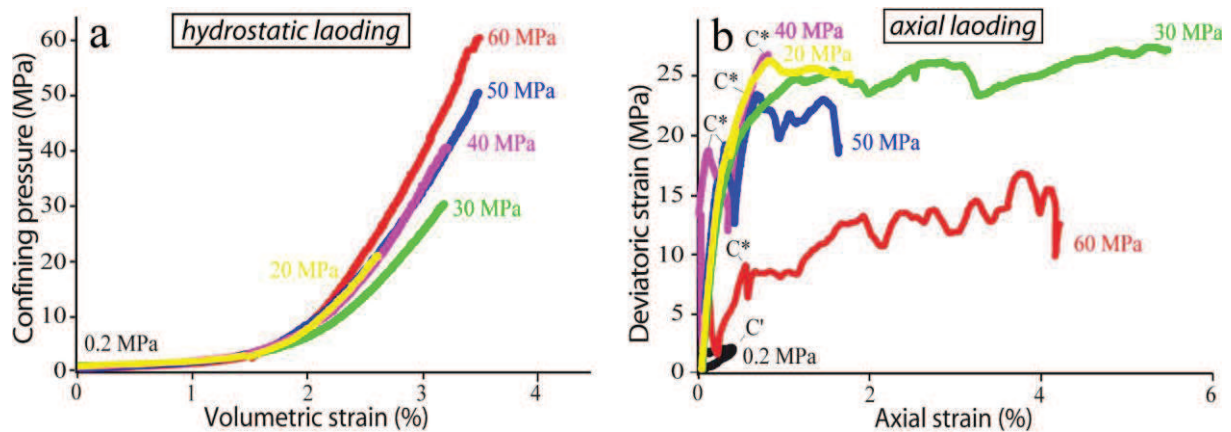 a
hydrostatic laoding
Confining pressure (MPa)
60
50
40
30
20
10
0
60 MPa
50 MPa
40 MPa
30 MPa
20 MPa
0.2 MPa
0
1
2
3
4
Volumetric strain (%)
b
axial laoding
Deviatoric strain (MPa)
25
20
15
10
5
0
C* 40 MPa
20 MPa
30 MPa
C*
C*
50 MPa
C*
60 MPa
C'
0.2 MPa
0
2
4
6
Axial strain (%)